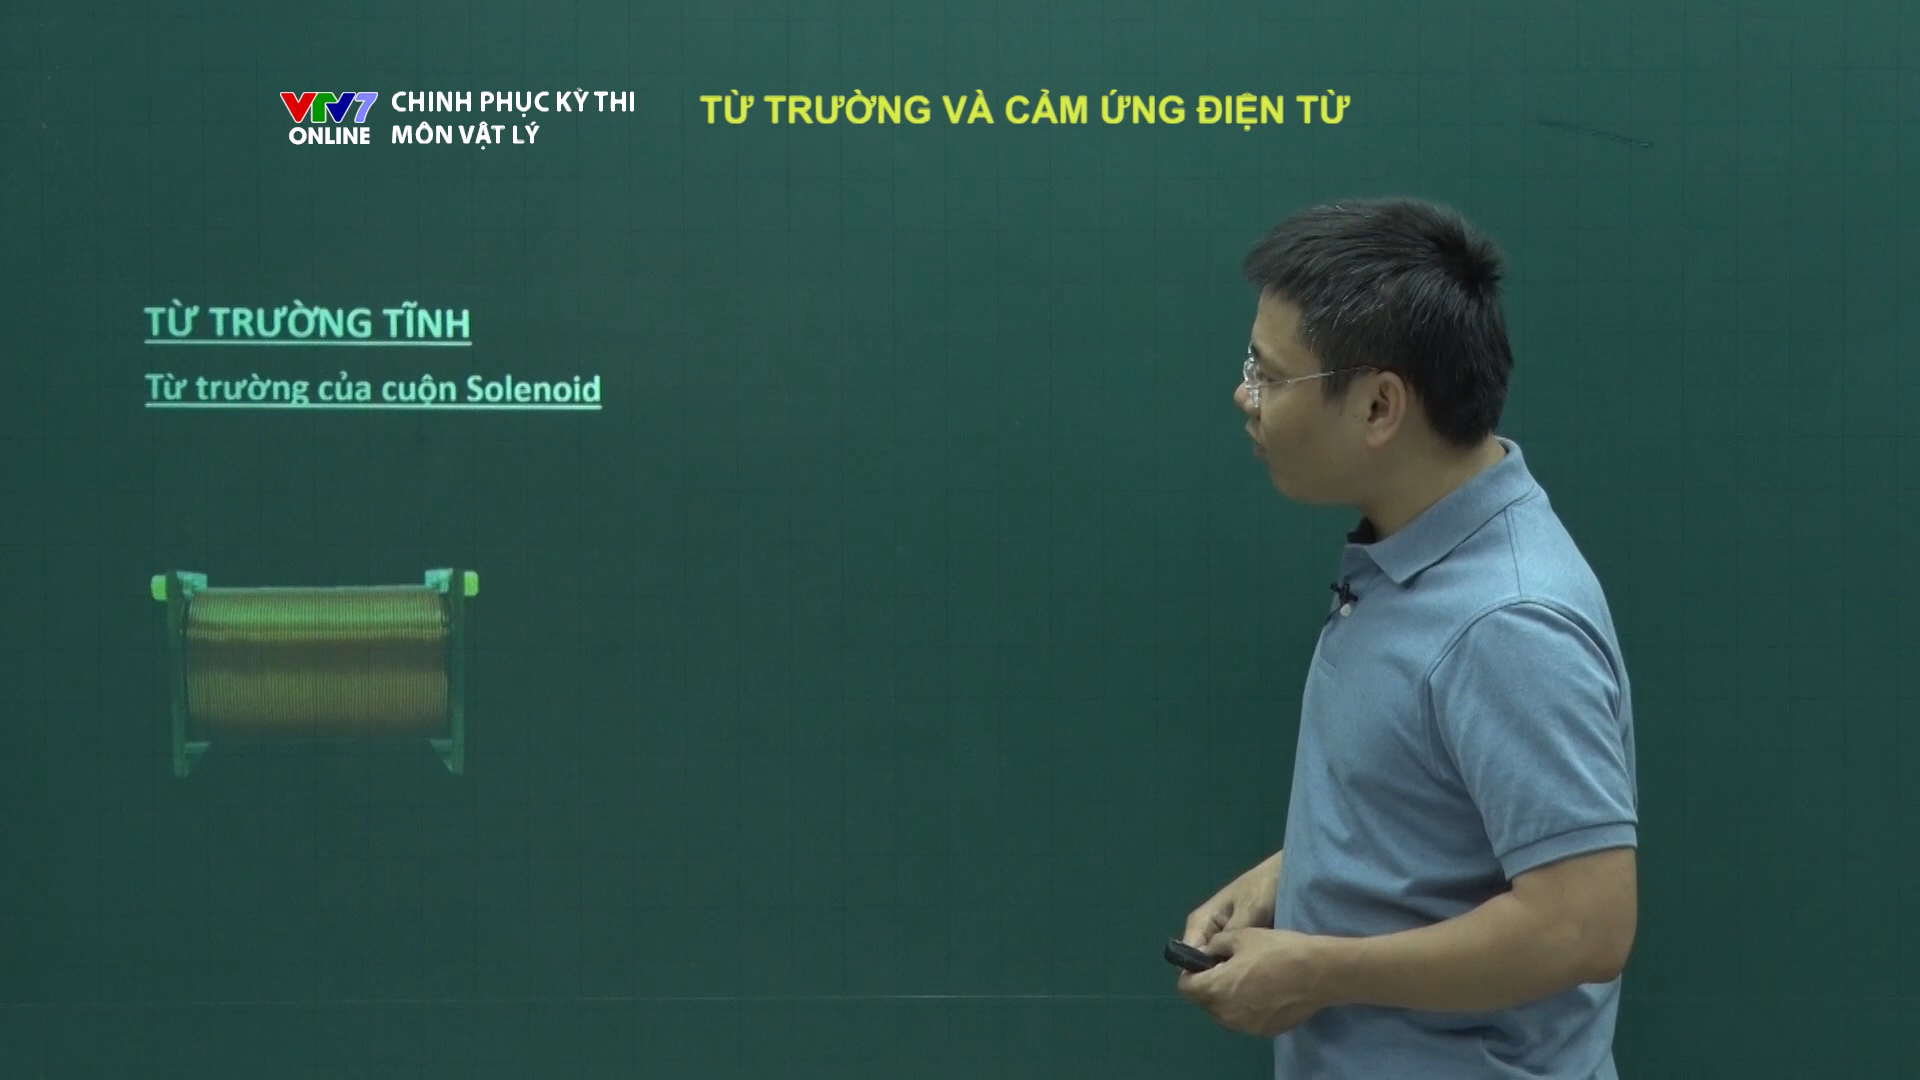 VTV7
ONLINE
CHINH PHỤC KỲ THI
MÔN VẬT LÝ
TỪ TRƯỜNG VÀ CẢM ỨNG ĐIỆN TỪ
TỪ TRƯỜNG TĨNH
Từ trường của cuộn Solenoid